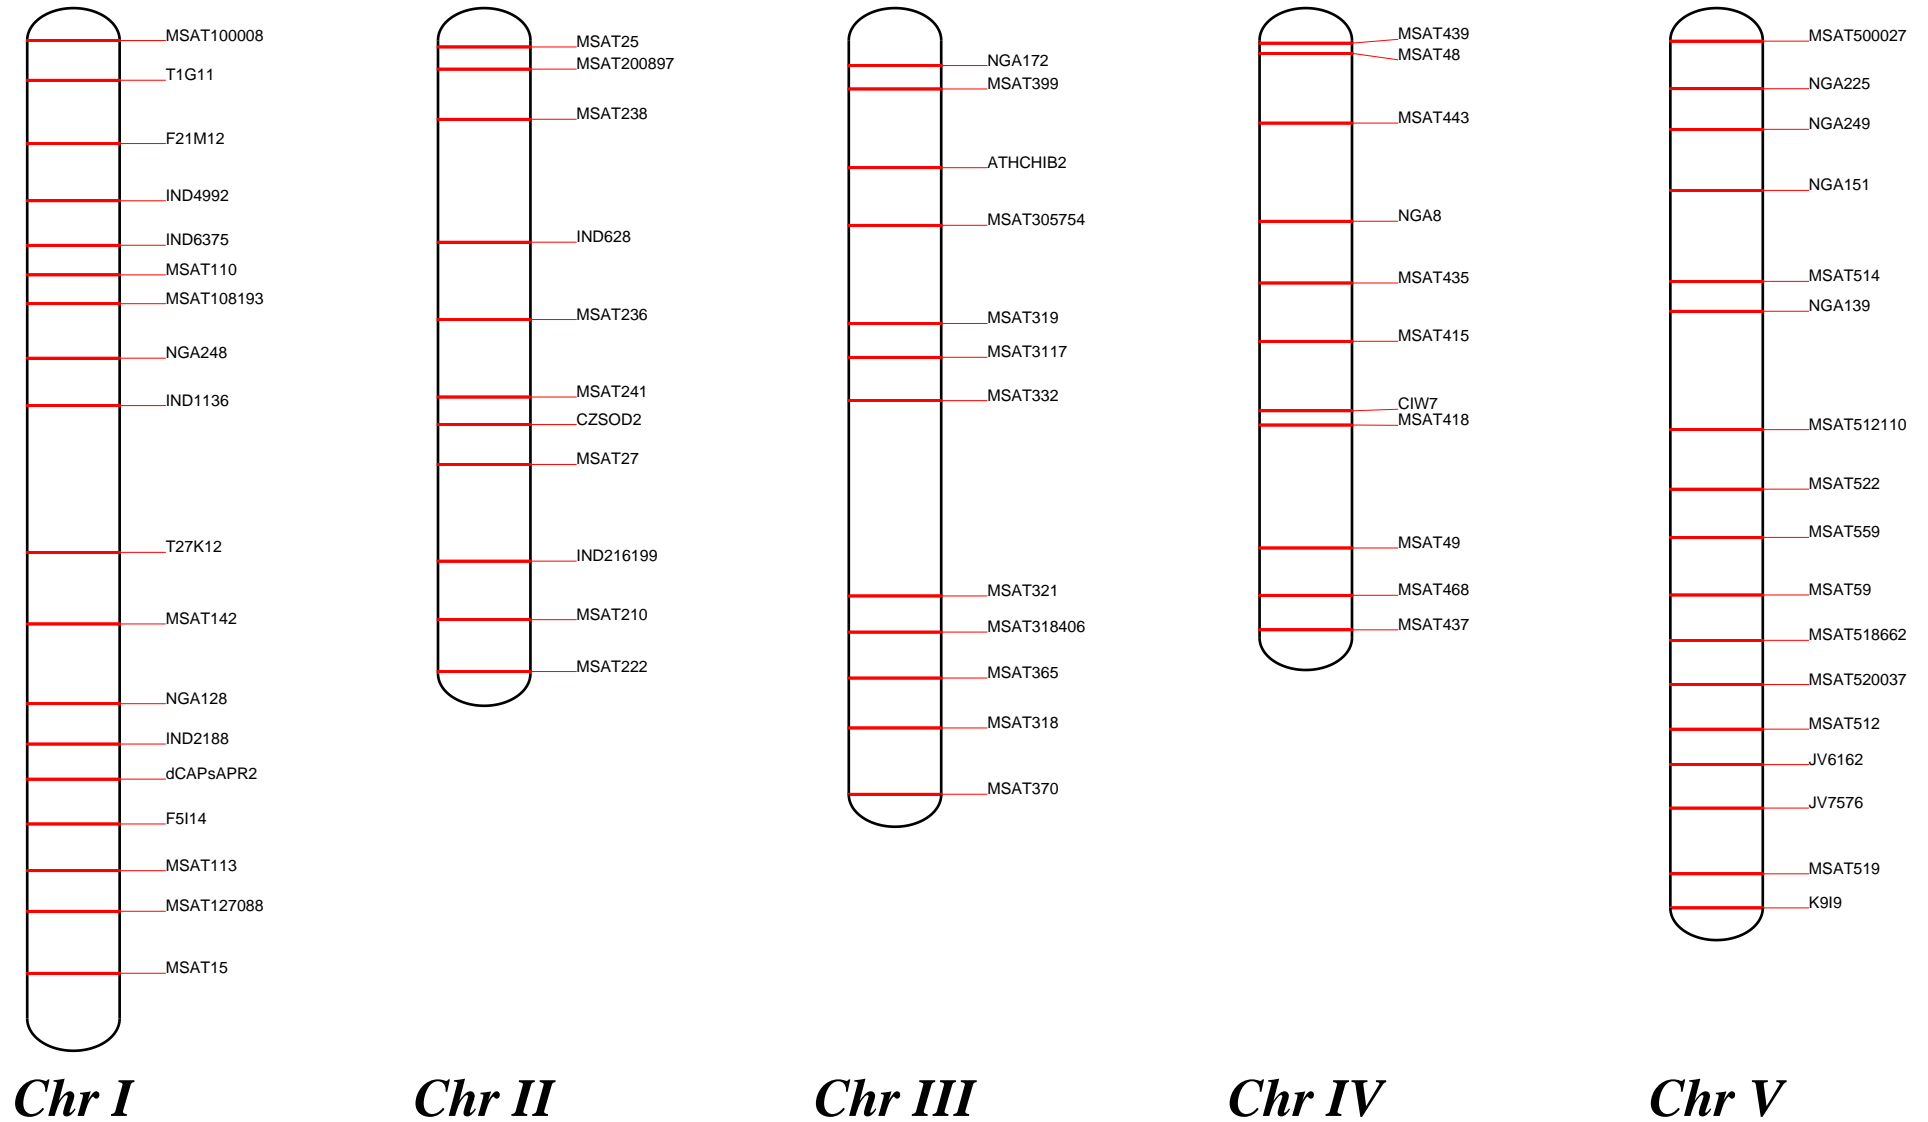 MSAT100008
T1G11
F21M12
IND4992
IND6375
MSAT110
MSAT108193
NGA248
IND1136
T27K12
MSAT142
NGA128
IND2188
dCAPsAPR2
F5I14
MSAT113
MSAT127088
MSAT15
Chr I
MSAT25
MSAT200897
MSAT238
IND628
MSAT236
MSAT241
CZSOD2
MSAT27
IND216199
MSAT210
MSAT222
Chr II
NGA172
MSAT399
ATHCHIB2
MSAT305754
MSAT319
MSAT3117
MSAT332
MSAT321
MSAT318406
MSAT365
MSAT318
MSAT370
Chr III
MSAT439
MSAT48
MSAT443
NGA8
MSAT435
MSAT415
CIW7
MSAT418
MSAT49
MSAT468
MSAT437
Chr IV
MSAT500027
NGA225
NGA249
NGA151
MSAT514
NGA139
MSAT512110
MSAT522
MSAT559
MSAT59
MSAT518662
MSAT520037
MSAT512
JV6162
JV7576
MSAT519
K9I9
Chr V